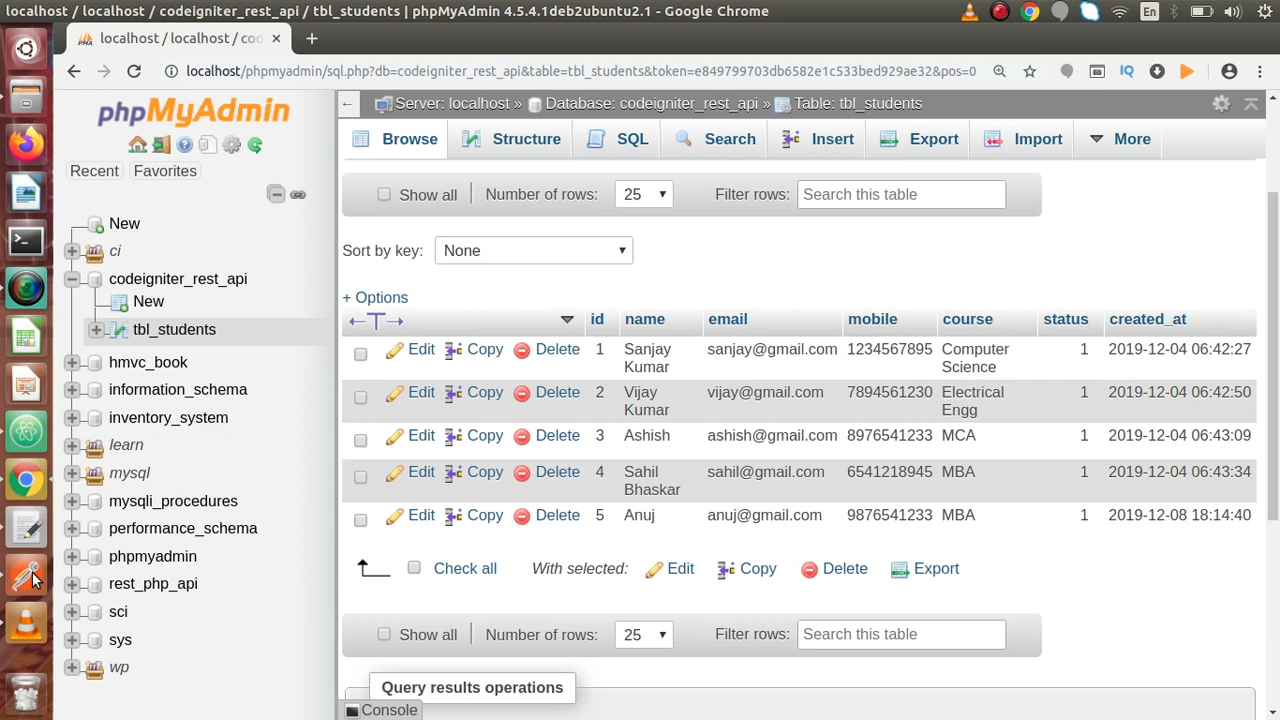 localhost / localhost / codeigniter_rest_api / tbl_students | phpMyAdmin 4.5.4.1deb2ubuntu2.1 - Google Chrome
En
localhost / localhost / cod
localhost/phpmyadmin/sql.php?db=codeigniter_rest_api&table=tbl_students&token=e849799703db6582e1c533bed929ae32&pos=0
IQ
phpMyAdmin
Recent Favorites
New
ci
codeigniter_rest_api
New
tbl_students
hmvc_book
information_schema
inventory_system
learn
mysql
mysqli_procedures
performance_schema
phpmyadmin
rest_php_api
sci
sys
wp
Server: localhost » Database: codeigniter_rest_api » Table: tbl_students
Browse Structure SQL Search Insert Export Import More
Show all Number of rows: 25 Filter rows: Search this table
Sort by key: None
+ Options
id name email mobile course status created_at
Edit Copy Delete 1 Sanjay Kumar sanjay@gmail.com 1234567895 Computer Science 1 2019-12-04 06:42:27
Edit Copy Delete 2 Vijay Kumar vijay@gmail.com 7894561230 Electrical Engg 1 2019-12-04 06:42:50
Edit Copy Delete 3 Ashish ashish@gmail.com 8976541233 MCA 1 2019-12-04 06:43:09
Edit Copy Delete 4 Sahil Bhaskar sahil@gmail.com 6541218945 MBA 1 2019-12-04 06:43:34
Edit Copy Delete 5 Anuj anuj@gmail.com 9876541233 MBA 1 2019-12-08 18:14:40
Check all With selected: Edit Copy Delete Export
Show all Number of rows: 25 Filter rows: Search this table
Query results operations
Console